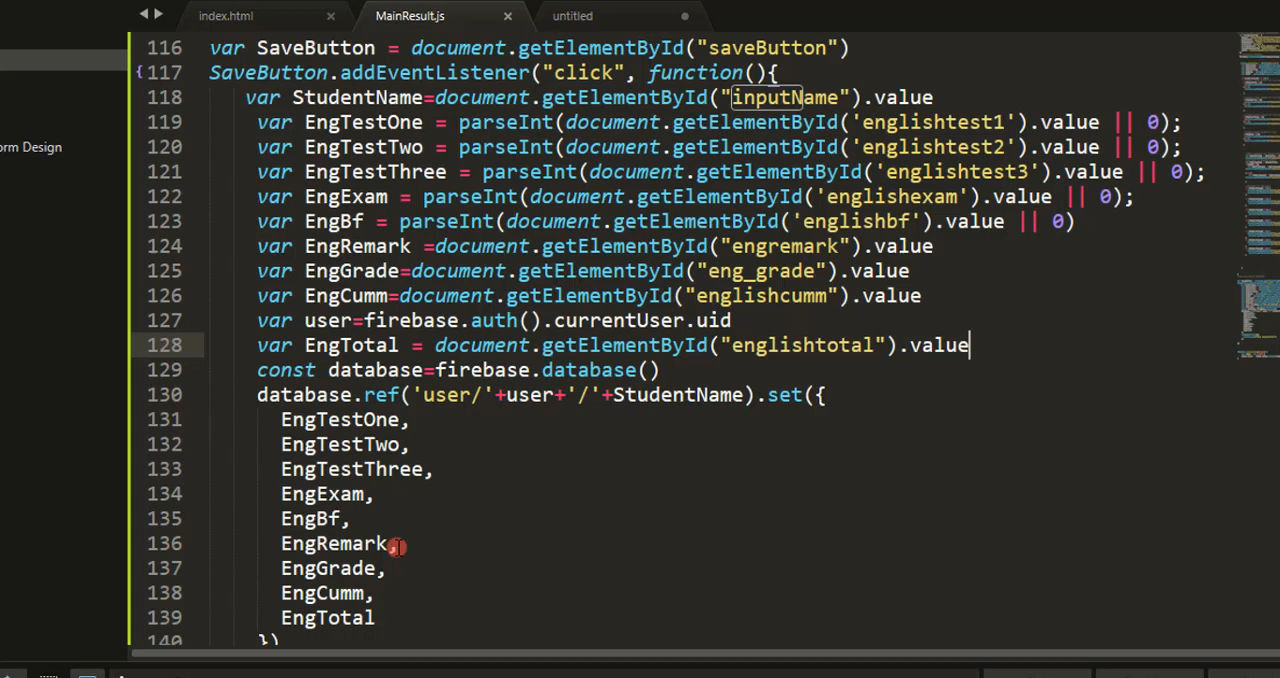 index.html × MainResult.js × untitled
orm Design
116 var SaveButton = document.getElementById("saveButton")
117 SaveButton.addEventListener("click", function(){
118 var StudentName=document.getElementById("inputName").value
119 var EngTestOne = parseInt(document.getElementById('englishtest1').value || 0);
120 var EngTestTwo = parseInt(document.getElementById('englishtest2').value || 0);
121 var EngTestThree = parseInt(document.getElementById('englishtest3').value || 0);
122 var EngExam = parseInt(document.getElementById('englishexam').value || 0);
123 var EngBf = parseInt(document.getElementById('englishbf').value || 0)
124 var EngRemark =document.getElementById("engremark").value
125 var EngGrade=document.getElementById("eng_grade").value
126 var EngCumm=document.getElementById("englishcumm").value
127 var user=firebase.auth().currentUser.uid
128 var EngTotal = document.getElementById("englishtotal").value
129 const database=firebase.database()
130 database.ref('user/'+user+'/'+StudentName).set({
131 EngTestOne,
132 EngTestTwo,
133 EngTestThree,
134 EngExam,
135 EngBf,
136 EngRemark,
137 EngGrade,
138 EngCumm,
139 EngTotal
140 })